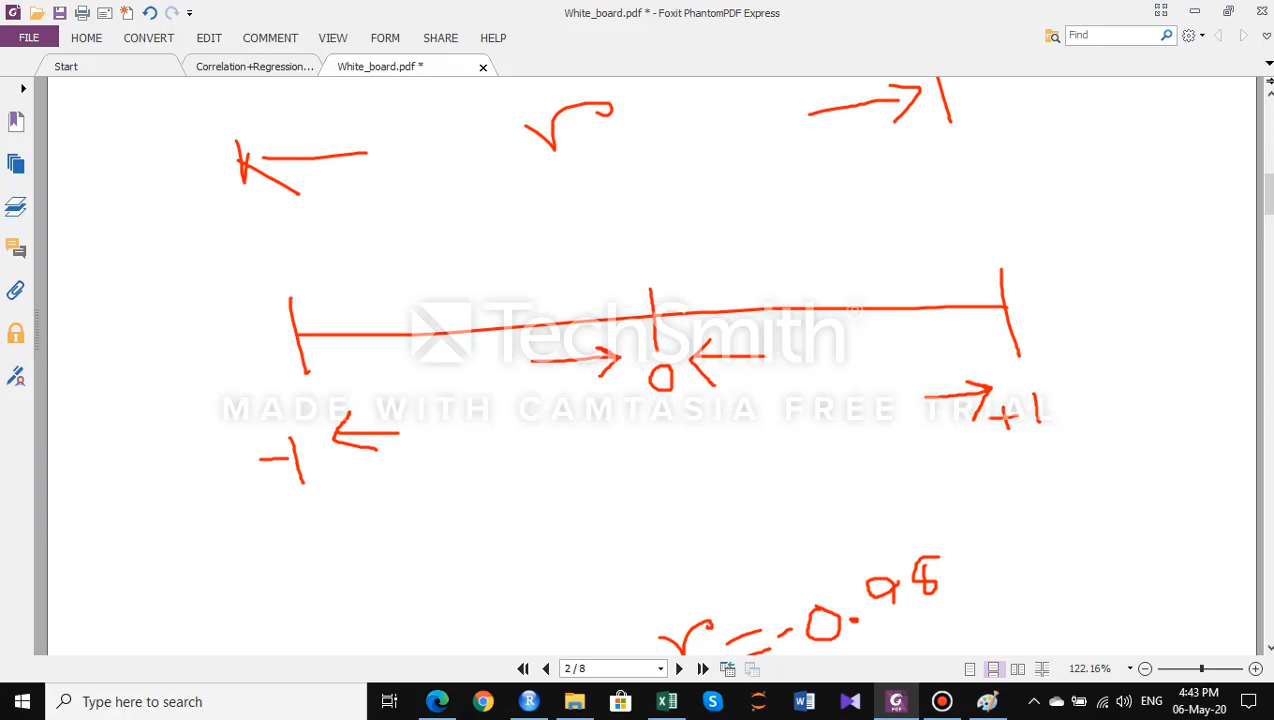 White_board.pdf * - Foxit PhantomPDF Express
FILE HOME CONVERT EDIT COMMENT VIEW FORM SHARE HELP
Find
Start Correlation+Regression... White_board.pdf *
r
TechSmith®
0
MADE WITH CAMTASIA FREE TRIAL
+1
-1
r = -0.98
2 / 8
122.16%
Type here to search
ENG
4:43 PM
06-May-20